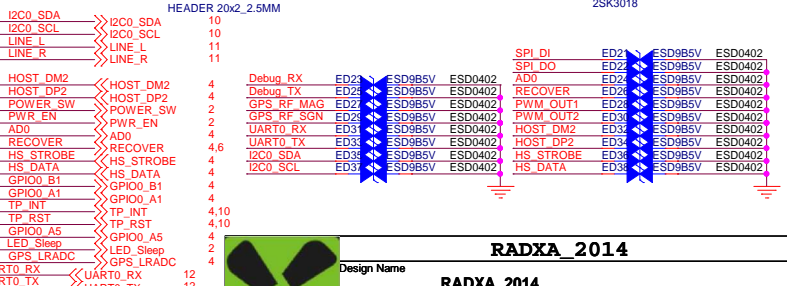 HEADER 20x2_2.5MM
2SK3018
I2C0_SDA I2C0_SDA 10
I2C0_SCL I2C0_SCL 10
LINE_L LINE_L 11
LINE_R LINE_R 11
HOST_DM2 HOST_DM2 4
HOST_DP2 HOST_DP2 4
POWER_SW POWER_SW 2
PWR_EN PWR_EN 2
AD0 AD0 4
RECOVER RECOVER 4,6
HS_STROBE HS_STROBE 4
HS_DATA HS_DATA 4
GPIO0_B1 GPIO0_B1 4
GPIO0_A1 GPIO0_A1 4
TP_INT TP_INT 4,10
TP_RST TP_RST 4,10
GPIO0_A5 GPIO0_A5 4
LED_Sleep LED_Sleep 2
GPS_LRADC GPS_LRADC 4
RT0_RX UART0_RX 12
RT0_TX UART0_TX 12
Debug_RX ED23 ESD9B5V ESD0402
Debug_TX ED25 ESD9B5V ESD0402
GPS_RF_MAG ED27 ESD9B5V ESD0402
GPS_RF_SGN ED29 ESD9B5V ESD0402
UART0_RX ED31 ESD9B5V ESD0402
UART0_TX ED33 ESD9B5V ESD0402
I2C0_SDA ED35 ESD9B5V ESD0402
I2C0_SCL ED37 ESD9B5V ESD0402
SPI_DI ED21 ESD9B5V ESD0402
SPI_DO ED22 ESD9B5V ESD0402
AD0 ED24 ESD9B5V ESD0402
RECOVER ED26 ESD9B5V ESD0402
PWM_OUT1 ED28 ESD9B5V ESD0402
PWM_OUT2 ED30 ESD9B5V ESD0402
HOST_DM2 ED32 ESD9B5V ESD0402
HOST_DP2 ED34 ESD9B5V ESD0402
HS_STROBE ED36 ESD9B5V ESD0402
HS_DATA ED38 ESD9B5V ESD0402
RADXA_2014
Design Name
RADXA_2014